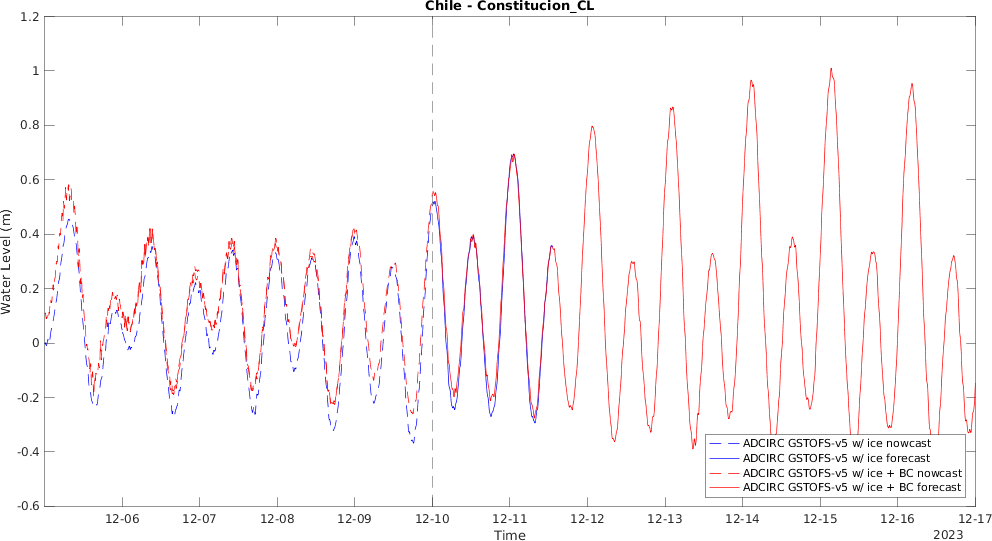 Chile - Constitucion_CL
1.2
1
0.8
0.6
0.4
0.2
0
-0.2
-0.4
-0.6
Water Level (m)
ADCIRC GSTOFS-v5 w/ ice nowcast
ADCIRC GSTOFS-v5 w/ ice forecast
ADCIRC GSTOFS-v5 w/ ice + BC nowcast
ADCIRC GSTOFS-v5 w/ ice + BC forecast
12-06 12-07 12-08 12-09 12-10 12-11 12-12 12-13 12-14 12-15 12-16 12-17
Time
2023